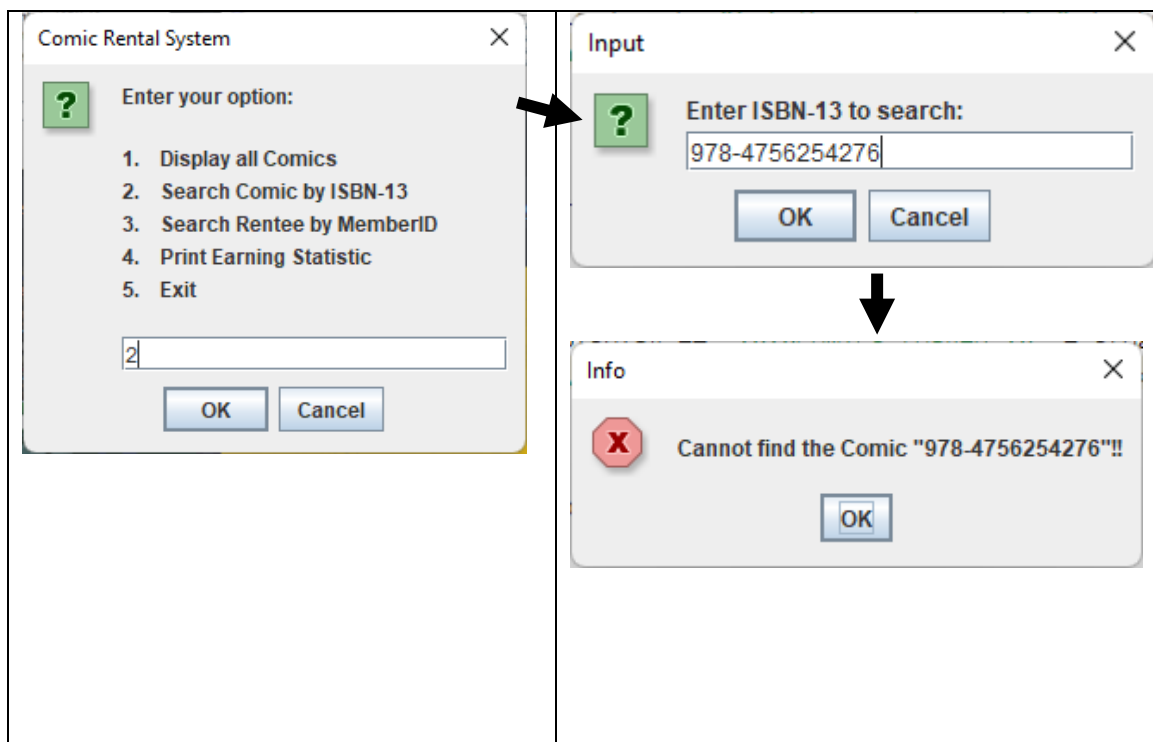 Comic Rental System
?
Enter your option:
1. Display all Comics
2. Search Comic by ISBN-13
3. Search Rentee by MemberID
4. Print Earning Statistic
5. Exit
2
OK Cancel
Input
?
Enter ISBN-13 to search:
978-4756254276
OK Cancel
Info
X
Cannot find the Comic "978-4756254276"!!
OK